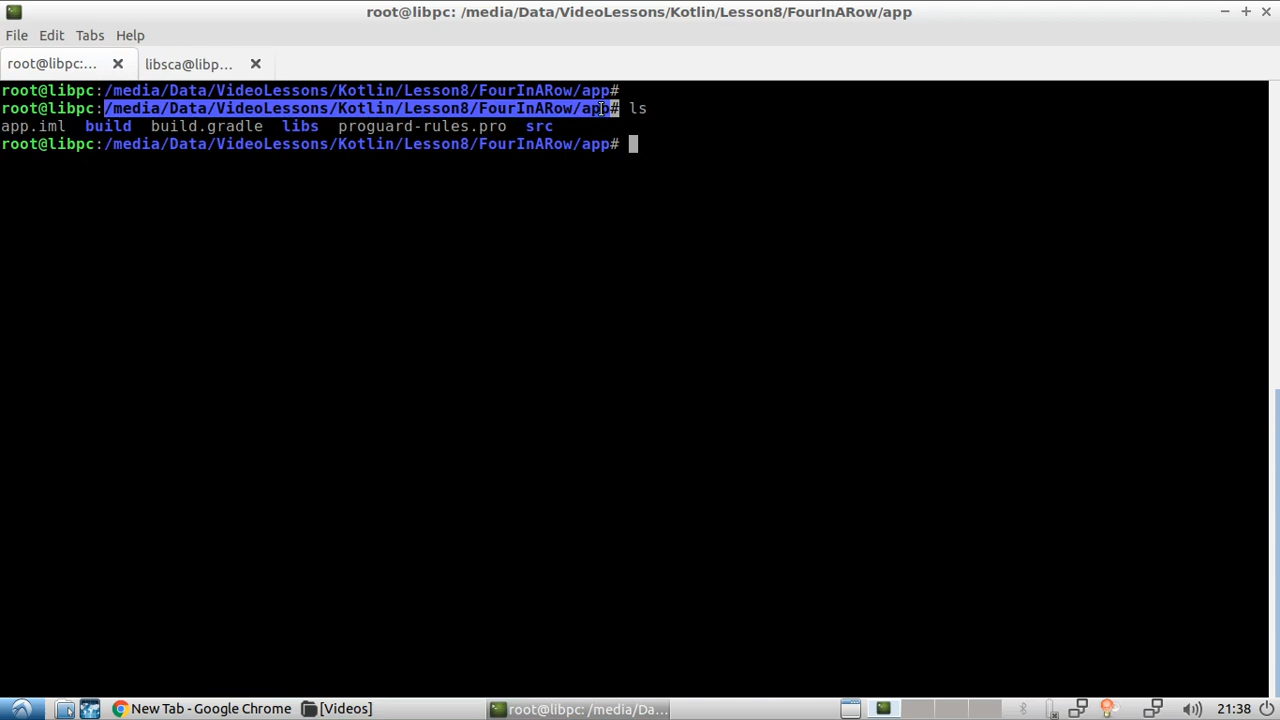 root@libpc: /media/Data/VideoLessons/Kotlin/Lesson8/FourInARow/app
File Edit Tabs Help
root@libpc:... libsca@libp...
root@libpc:/media/Data/VideoLessons/Kotlin/Lesson8/FourInARow/app#
root@libpc:/media/Data/VideoLessons/Kotlin/Lesson8/FourInARow/app# ls
app.iml build build.gradle libs proguard-rules.pro src
root@libpc:/media/Data/VideoLessons/Kotlin/Lesson8/FourInARow/app#
New Tab - Google Chrome [Videos] root@libpc: /media/Da... 21:38